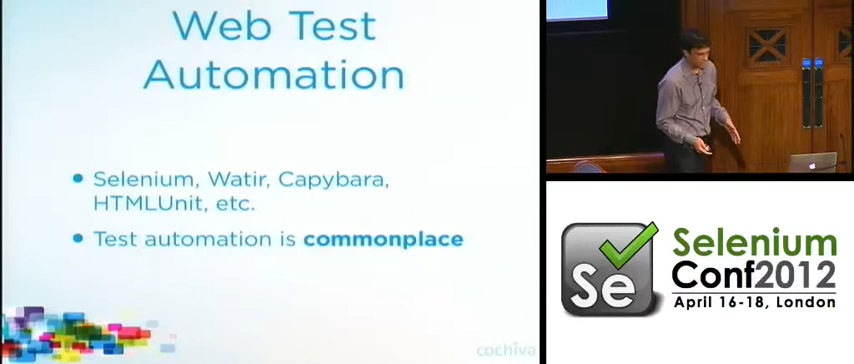 Web Test
Automation
Selenium, Watir, Capybara,
HTMLUnit, etc.
Test automation is commonplace
cochiva
Se
Selenium
Conf2012
April 16-18, London